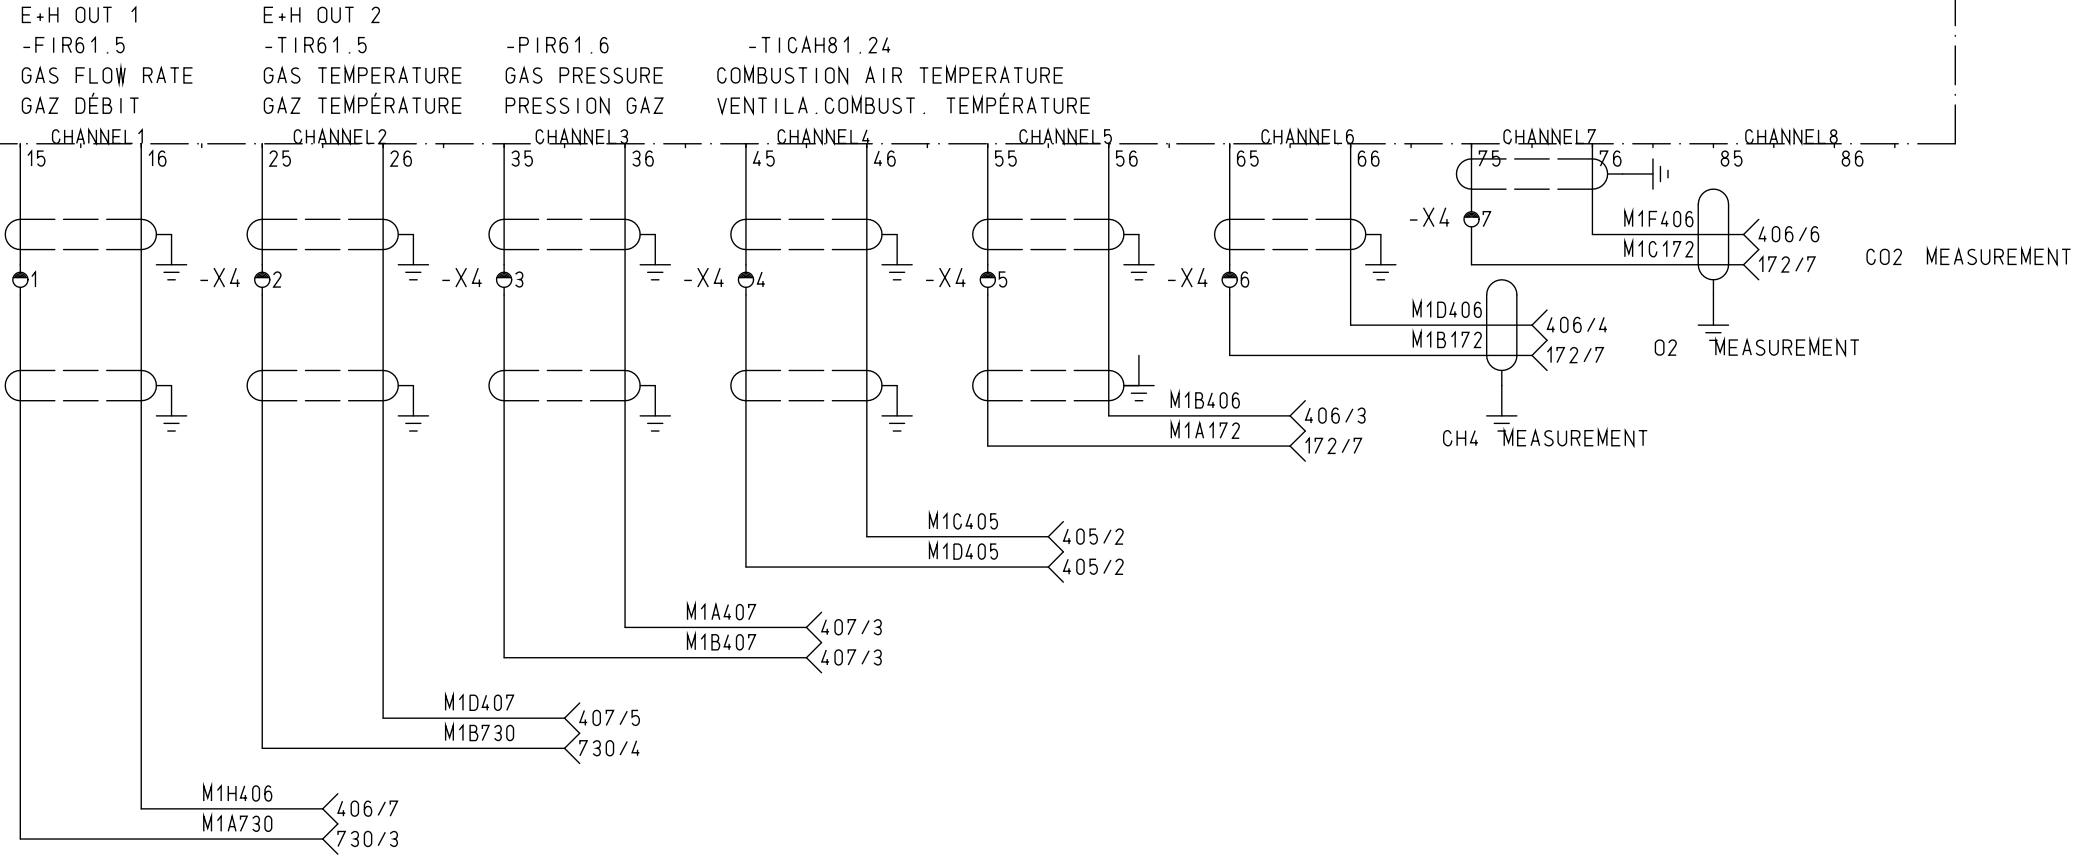 E+H OUT 1
E+H OUT 2
-FIR61.5
-TIR61.5
-PIR61.6
-TICAH81.24
GAS FLOW RATE
GAS TEMPERATURE
GAS PRESSURE
COMBUSTION AIR TEMPERATURE
GAZ DÉBIT
GAZ TEMPÉRATURE
PRESSION GAZ
VENTILA.COMBUST. TEMPÉRATURE
CHANNEL1
CHANNEL2
CHANNEL3
CHANNEL4
CHANNEL5
CHANNEL6
CHANNEL7
CHANNEL8
15
16
25
26
35
36
45
46
55
56
65
66
75
76
85
86
-X4 7
M1F406
406/6
M1C172
172/7
CO2 MEASUREMENT
1
-X4 2
-X4 3
-X4 4
-X4 5
-X4 6
M1D406
406/4
M1B172
172/7
O2 MEASUREMENT
M1B406
406/3
M1A172
172/7
CH4 MEASUREMENT
M1C405
405/2
M1D405
405/2
M1A407
407/3
M1B407
407/3
M1D407
407/5
M1B730
730/4
M1H406
406/7
M1A730
730/3